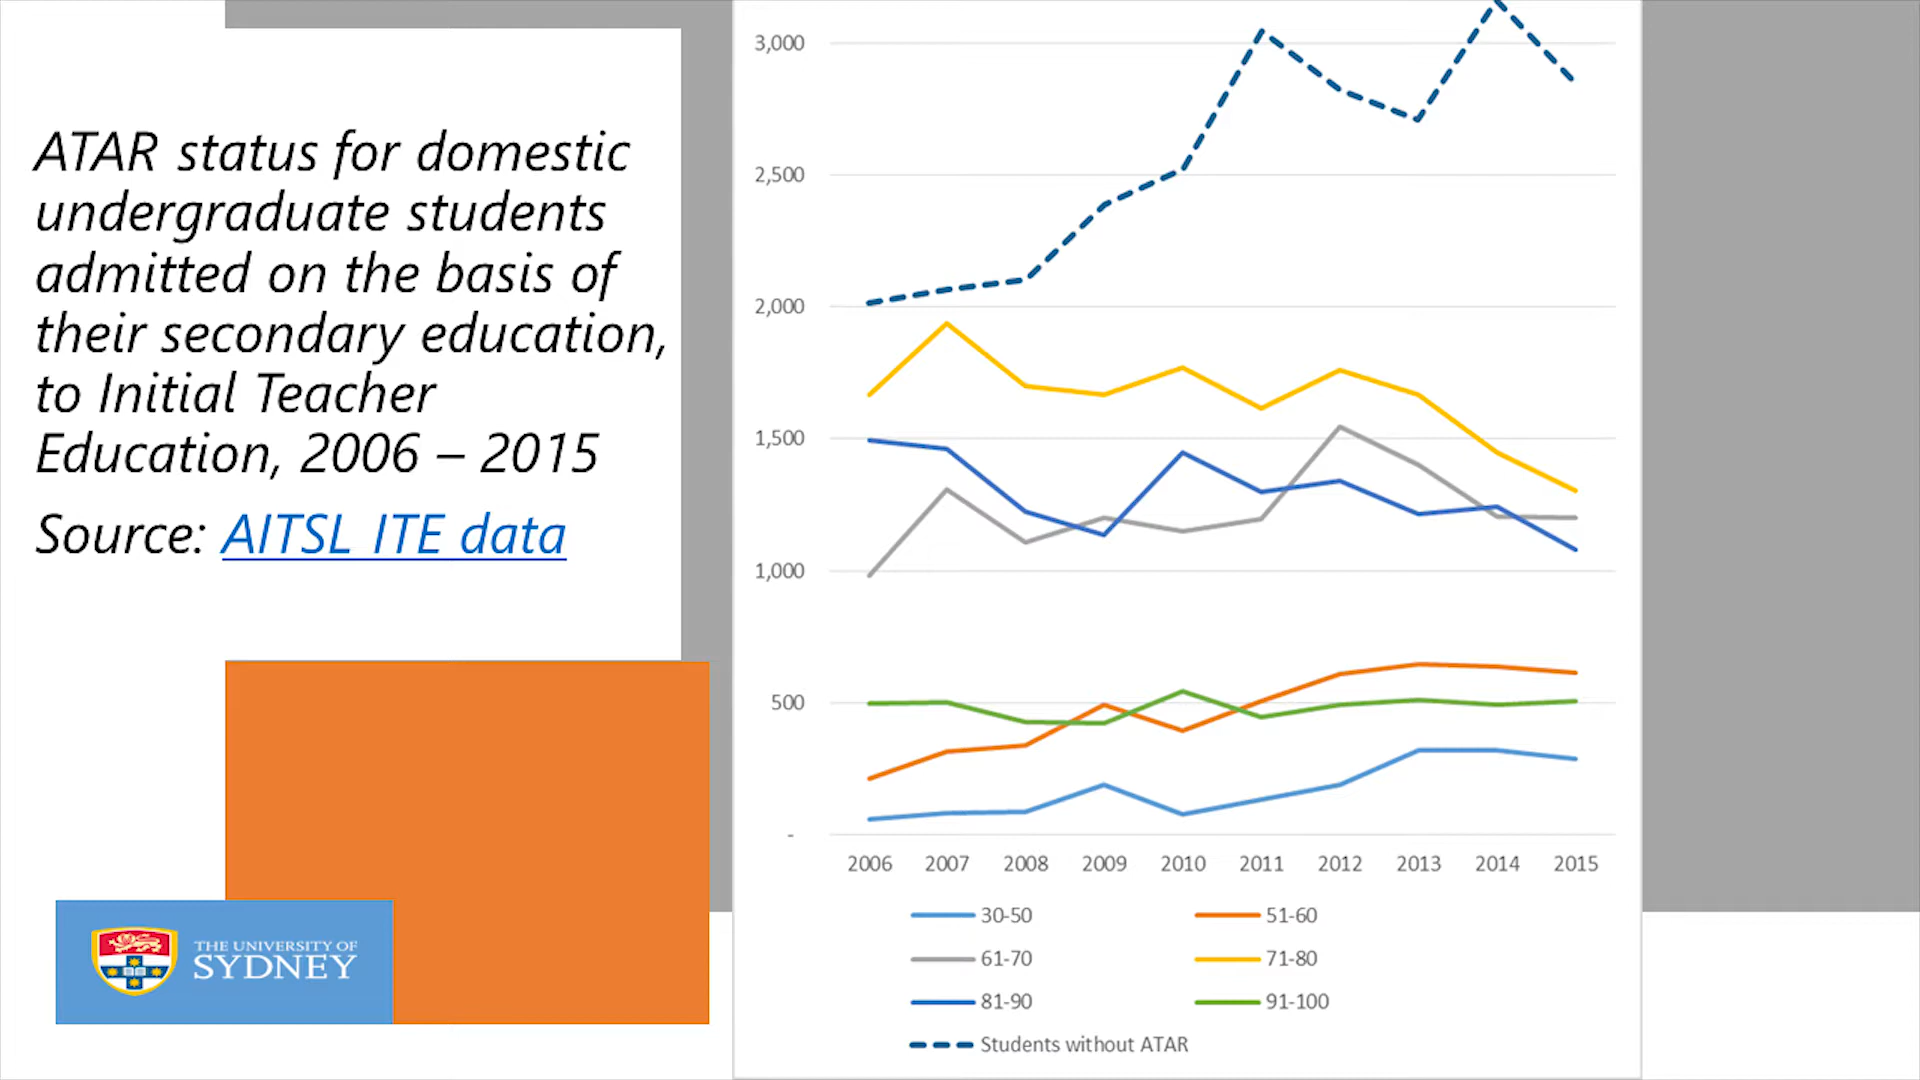 ATAR status for domestic
undergraduate students
admitted on the basis of
their secondary education,
to Initial Teacher
Education, 2006 – 2015
Source: AITSL ITE data
THE UNIVERSITY OF
SYDNEY
3,000
2,500
2,000
1,500
1,000
500
-
2006 2007 2008 2009 2010 2011 2012 2013 2014 2015
30-50 51-60
61-70 71-80
81-90 91-100
Students without ATAR